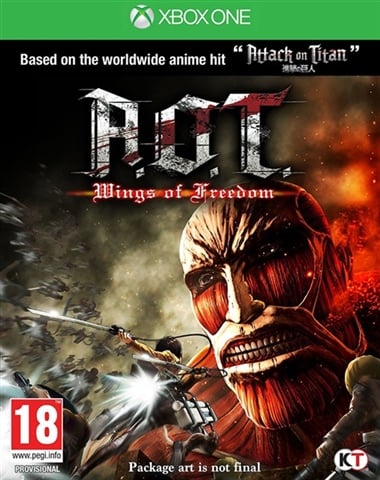 XBOX ONE
Based on the worldwide anime hit "Attack on Titan"
進撃の巨人
A.O.T.
Wings of Freedom
18
www.pegi.info
PROVISIONAL
Package art is not final
KT